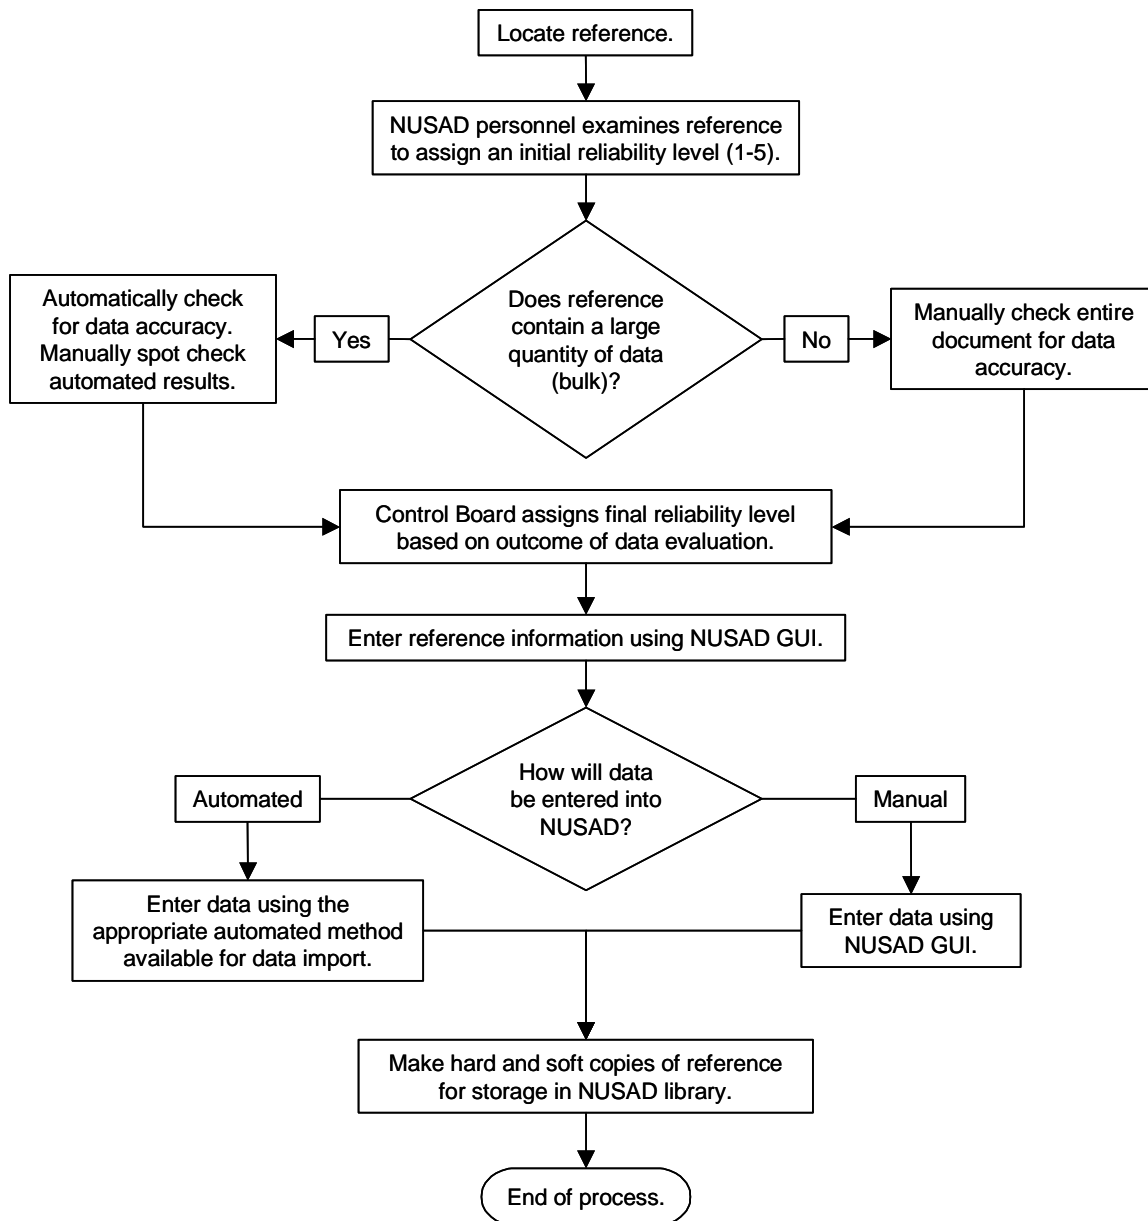 Locate reference.
NUSAD personnel examines reference
to assign an initial reliability level (1-5).
Does reference
contain a large
quantity of data
(bulk)?
Yes
No
Automatically check
for data accuracy.
Manually spot check
automated results.
Manually check entire
document for data
accuracy.
Control Board assigns final reliability level
based on outcome of data evaluation.
Enter reference information using NUSAD GUI.
How will data
be entered into
NUSAD?
Automated
Manual
Enter data using the
appropriate automated method
available for data import.
Enter data using
NUSAD GUI.
Make hard and soft copies of reference
for storage in NUSAD library.
End of process.